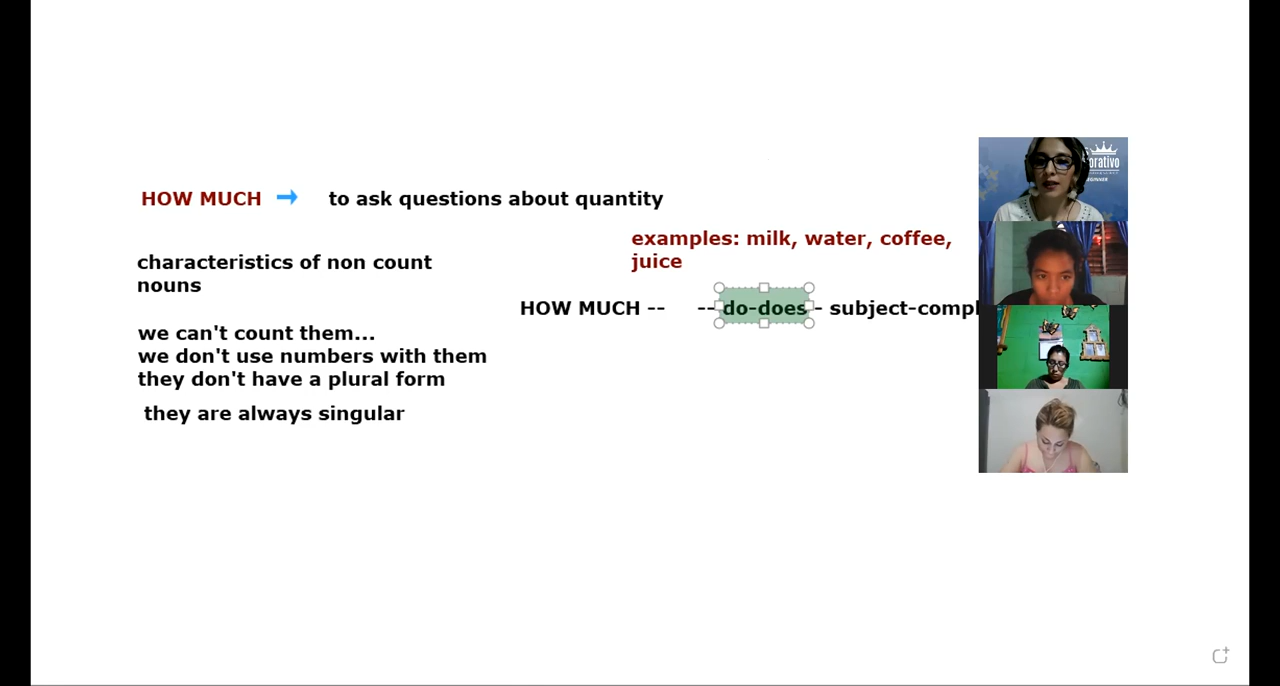 HOW MUCH → to ask questions about quantity
examples: milk, water, coffee,
juice
characteristics of non count
nouns
HOW MUCH -- -- do-does - subject-compl
we can't count them...
we don't use numbers with them
they don't have a plural form
they are always singular
orativo